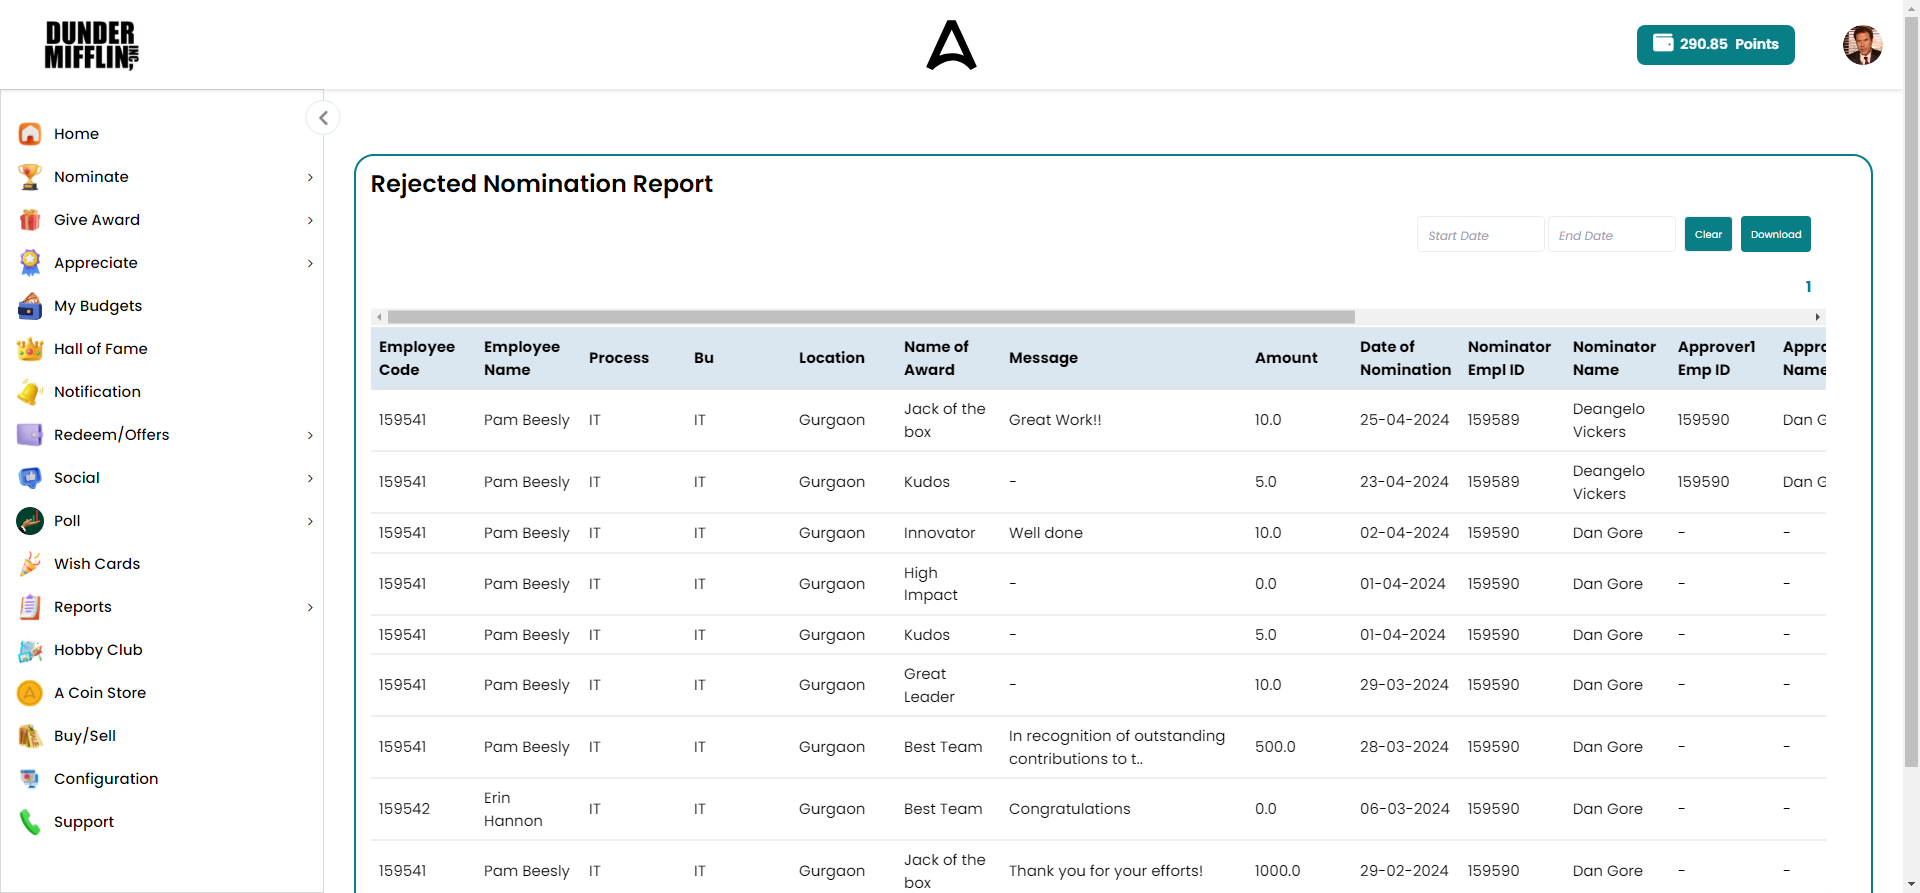 DUNDER
MIFFLIN INC,
290.85 Points
Home
Nominate
Give Award
Appreciate
My Budgets
Hall of Fame
Notification
Redeem/Offers
Social
Poll
Wish Cards
Reports
Hobby Club
A Coin Store
Buy/Sell
Configuration
Support
Rejected Nomination Report
Start Date End Date Clear Download
1
Employee Code Employee Name Process Bu Location Name of Award Message Amount Date of Nomination Nominator Empl ID Nominator Name Approver1 Emp ID Appro Name
159541 Pam Beesly IT IT Gurgaon Jack of the box Great Work!! 10.0 25-04-2024 159589 Deangelo Vickers 159590 Dan G
159541 Pam Beesly IT IT Gurgaon Kudos - 5.0 23-04-2024 159589 Deangelo Vickers 159590 Dan G
159541 Pam Beesly IT IT Gurgaon Innovator Well done 10.0 02-04-2024 159590 Dan Gore - -
159541 Pam Beesly IT IT Gurgaon High Impact - 0.0 01-04-2024 159590 Dan Gore - -
159541 Pam Beesly IT IT Gurgaon Kudos - 5.0 01-04-2024 159590 Dan Gore - -
159541 Pam Beesly IT IT Gurgaon Great Leader - 10.0 29-03-2024 159590 Dan Gore - -
159541 Pam Beesly IT IT Gurgaon Best Team In recognition of outstanding contributions to t.. 500.0 28-03-2024 159590 Dan Gore - -
159542 Erin Hannon IT IT Gurgaon Best Team Congratulations 0.0 06-03-2024 159590 Dan Gore - -
159541 Pam Beesly IT IT Gurgaon Jack of the box Thank you for your efforts! 1000.0 29-02-2024 159590 Dan Gore - -